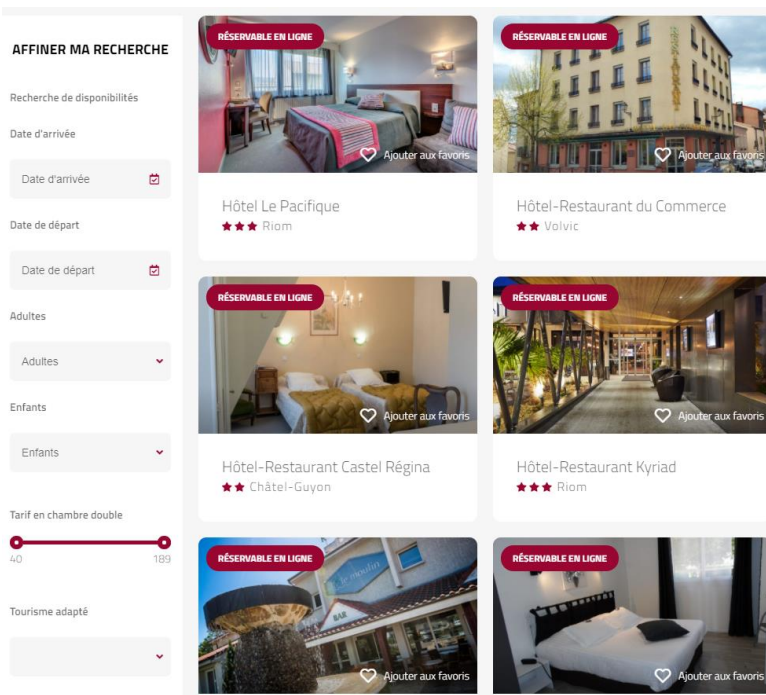 AFFINER MA RECHERCHE
Recherche de disponibilités
Date d'arrivée
Date d'arrivée
Date de départ
Date de départ
Adultes
Adultes
Enfants
Enfants
Tarif en chambre double
40 189
Tourisme adapté
RÉSERVABLE EN LIGNE
RESTAURANT
Ajouter aux favoris
Hôtel Le Pacifique
Riom
RÉSERVABLE EN LIGNE
Ajouter aux favoris
Hôtel-Restaurant du Commerce
Volvic
RÉSERVABLE EN LIGNE
Ajouter aux favoris
Hôtel-Restaurant Castel Régina
Châtel-Guyon
RÉSERVABLE EN LIGNE
Ajouter aux favoris
Hôtel-Restaurant Kyriad
Riom
RÉSERVABLE EN LIGNE
le moulin
BAR
Ajouter aux favoris
RÉSERVABLE EN LIGNE
Ajouter aux favoris